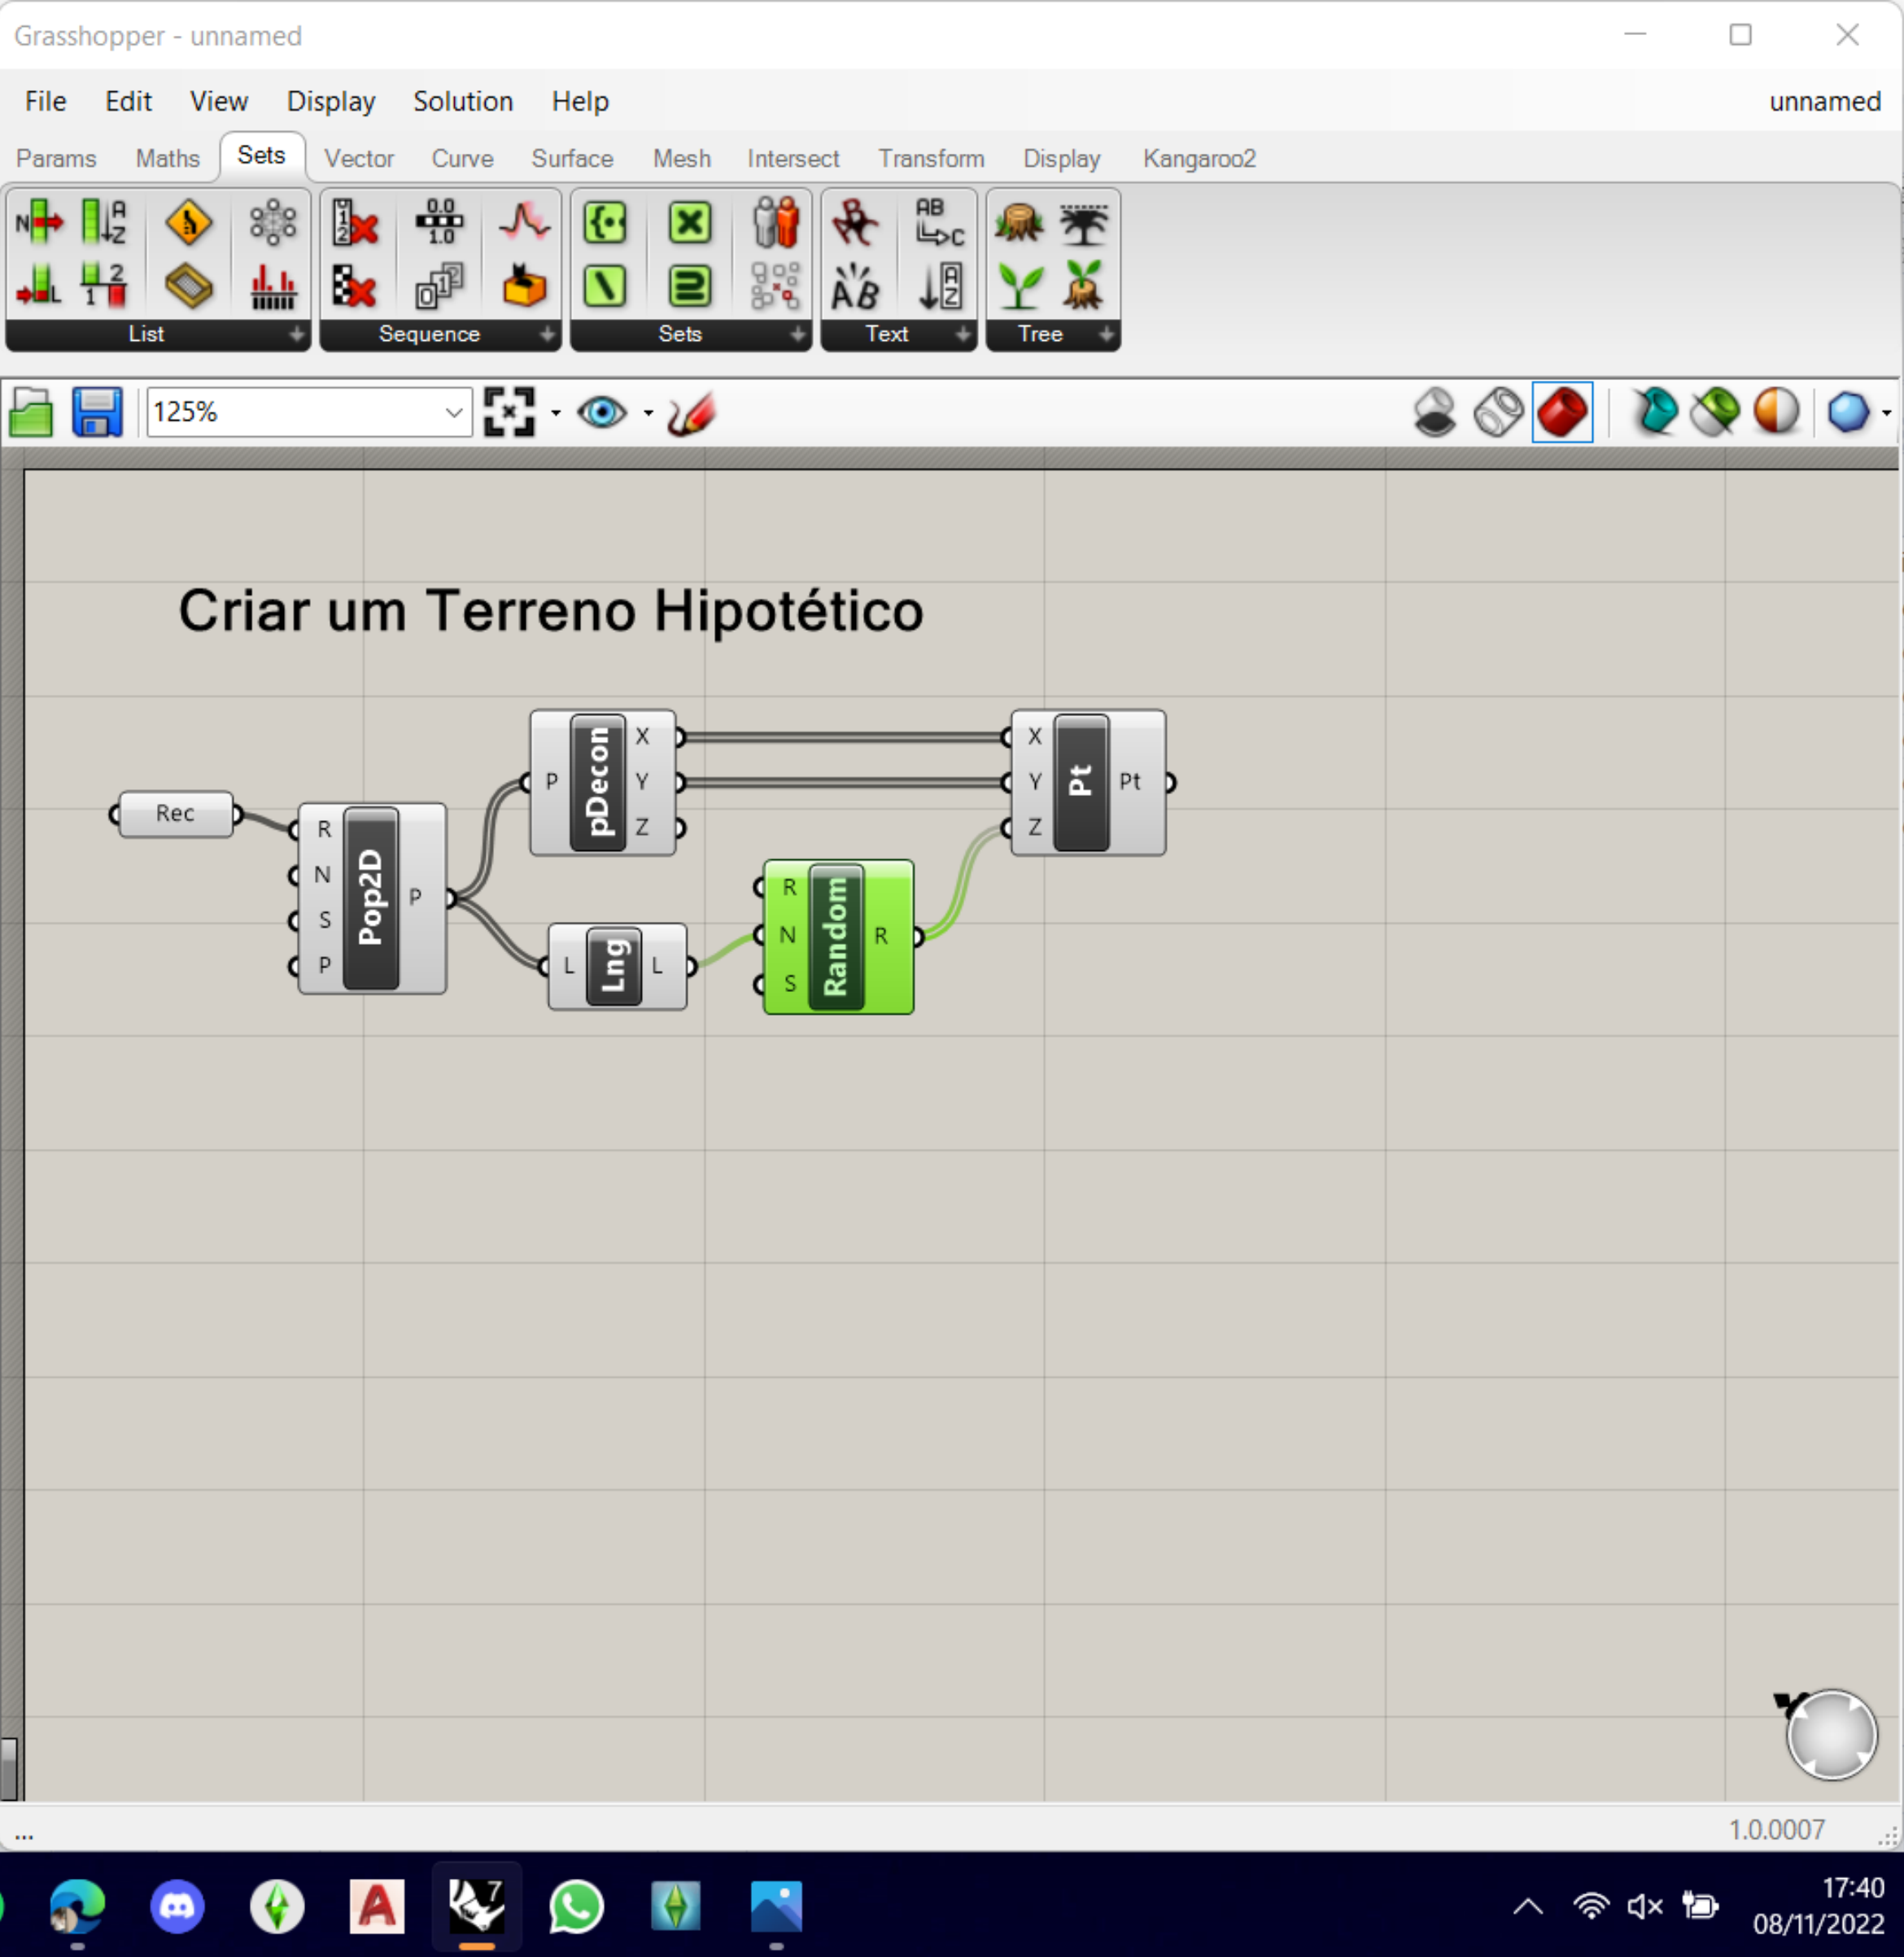 Grasshopper - unnamed
File Edit View Display Solution Help unnamed
Params Maths Sets Vector Curve Surface Mesh Intersect Transform Display Kangaroo2
List Sequence Sets Text Tree
125%
Criar um Terreno Hipotético
Rec
R
N
S
P
Pop2D
P
P
pDecon
X
Y
Z
L
Lng
L
R
N
S
Random
R
X
Y
Z
Pt
Pt
...
1.0.0007
17:40
08/11/2022